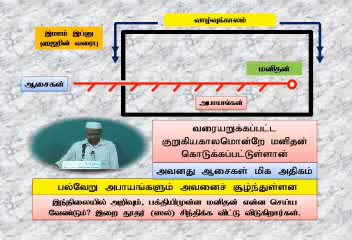 வாழ்வுக்காலம்
இமாம் இப்னு
ஹஜரின் வரைபு
மனிதன்
ஆசைகள்
அபாயங்கள்
வரையறுக்கப்பட்ட
குறுகியகாலமொன்றே மனிதன்
கொடுக்கப்பட்டுள்ளான்
அவனது ஆசைகள் மிக அதிகம்
பல்வேறு அபாயங்களும் அவனைச் சூழ்ந்துள்ளன
இந்நிலையில் அறிவும், பக்தியுமுள்ள மனிதன் என்ன செய்ய
வேண்டும்? இறை தூதர் (ஸல்) சிந்திக்க விட்டு விடுகிறார்கள்.